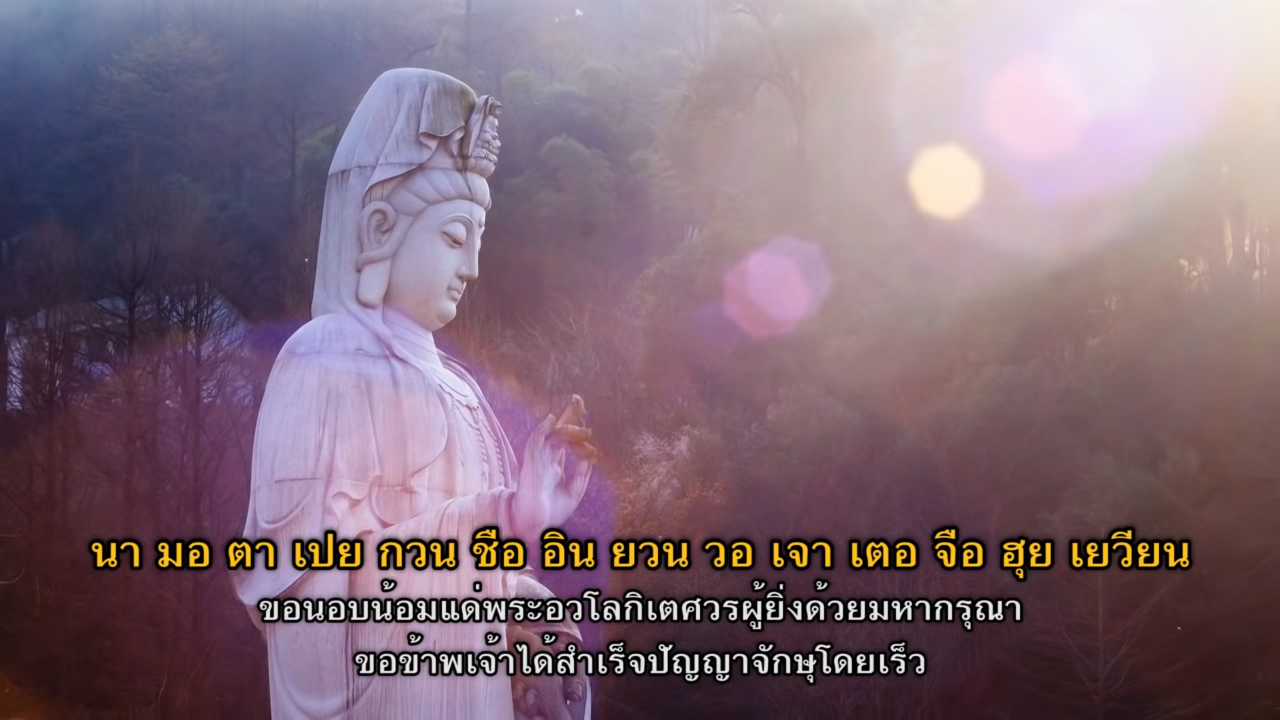 นา มอ ตา เปย กวน ชือ อิน ยวน วอ เจา เตอ จือ ฮุย เยวียน
ขอนอบน้อมแด่พระอวโลกิเตศวรผู้ยิ่งด้วยมหากรุณา
ขอข้าพเจ้าได้สำเร็จปัญญาจักษุโดยเร็ว